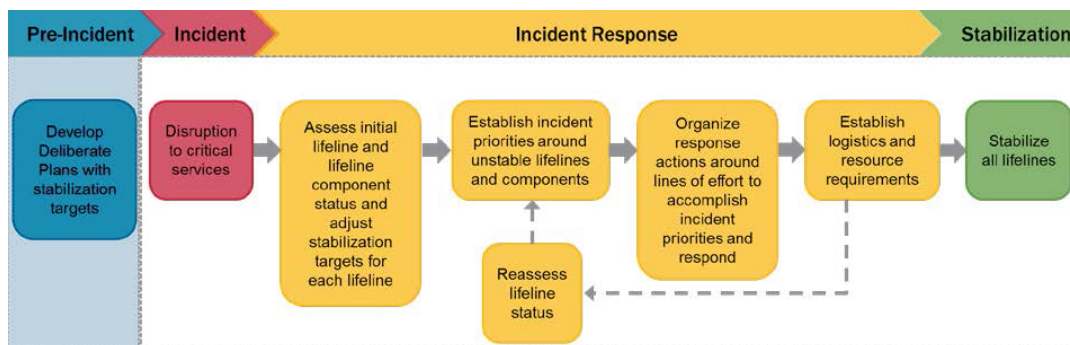 Pre-Incident
Incident
Incident Response
Stabilization
Develop
Deliberate
Plans with
stabilization
targets
Disruption
to critical
services
Assess initial
lifeline and
lifeline
component
status and
adjust
stabilization
targets for
each lifeline
Establish incident
priorities around
unstable lifelines
and components
Organize
response
actions around
lines of effort to
accomplish
incident
priorities and
respond
Establish
logistics and
resource
requirements
Stabilize
all lifelines
Reassess
lifeline
status